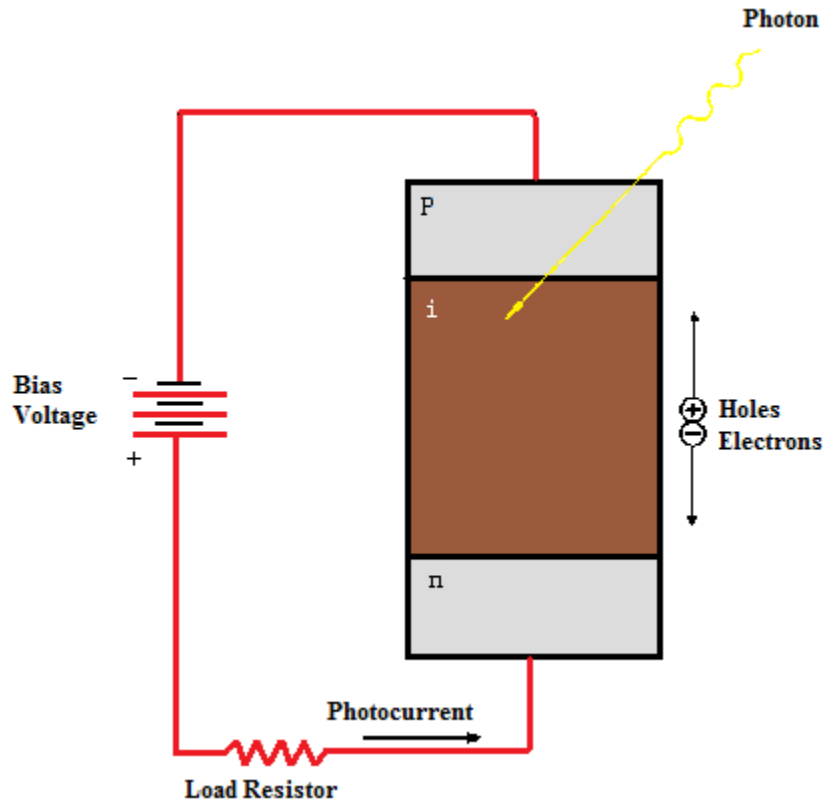 Photon
P
i
Bias
Voltage
−
+
+ Holes
− Electrons
n
Photocurrent
Load Resistor